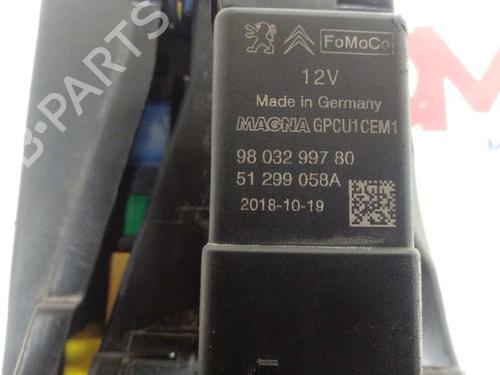 FoMoCo
12V
Made in Germany
MAGNA GPCU1CEM1
98 032 997 80
51 299 058A
2018-10-19
B-PARTS